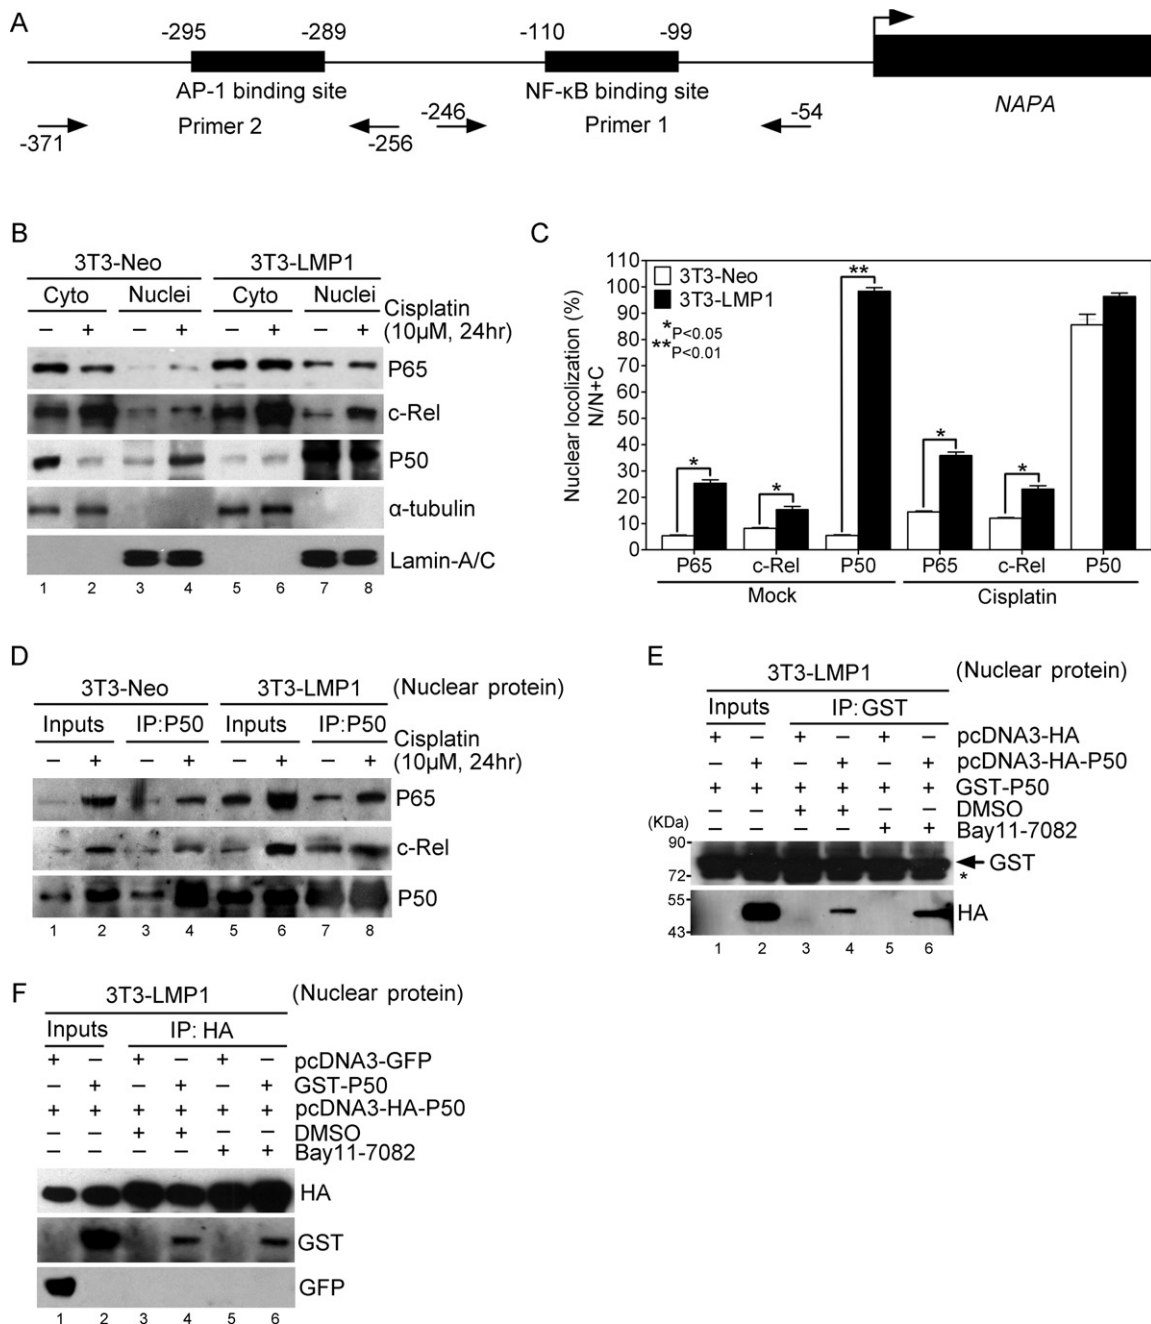 A
-295 -289 -110 -99
AP-1 binding site NF-κB binding site NAPA
-371 Primer 2 -256 -246 Primer 1 -54
B
3T3-Neo 3T3-LMP1
Cyto Nuclei Cyto Nuclei Cisplatin
– + – + – + – + (10μM, 24hr)
P65
c-Rel
P50
α-tubulin
Lamin-A/C
1 2 3 4 5 6 7 8
C
Nuclear locolization (%)
N/N+C
110
100
90
80
70
60
50
40
30
20
10
0
3T3-Neo
3T3-LMP1
* P<0.05
** P<0.01
* * ** * *
P65 c-Rel P50 P65 c-Rel P50
Mock Cisplatin
D
3T3-Neo 3T3-LMP1 (Nuclear protein)
Inputs IP:P50 Inputs IP:P50 Cisplatin
– + – + – + – + (10μM, 24hr)
P65
c-Rel
P50
1 2 3 4 5 6 7 8
E
3T3-LMP1 (Nuclear protein)
Inputs IP:GST
+ – + – + – pcDNA3-HA
– + – + – + pcDNA3-HA-P50
+ + + + + + GST-P50
– – + + – – DMSO
– – – – + + Bay11-7082
(KDa)
90
GST
72 *
55
HA
43
1 2 3 4 5 6
F
3T3-LMP1 (Nuclear protein)
Inputs IP: HA
+ – + – + – pcDNA3-GFP
– + – + – + GST-P50
+ + + + + + pcDNA3-HA-P50
– – + + – – DMSO
– – – – + + Bay11-7082
HA
GST
GFP
1 2 3 4 5 6